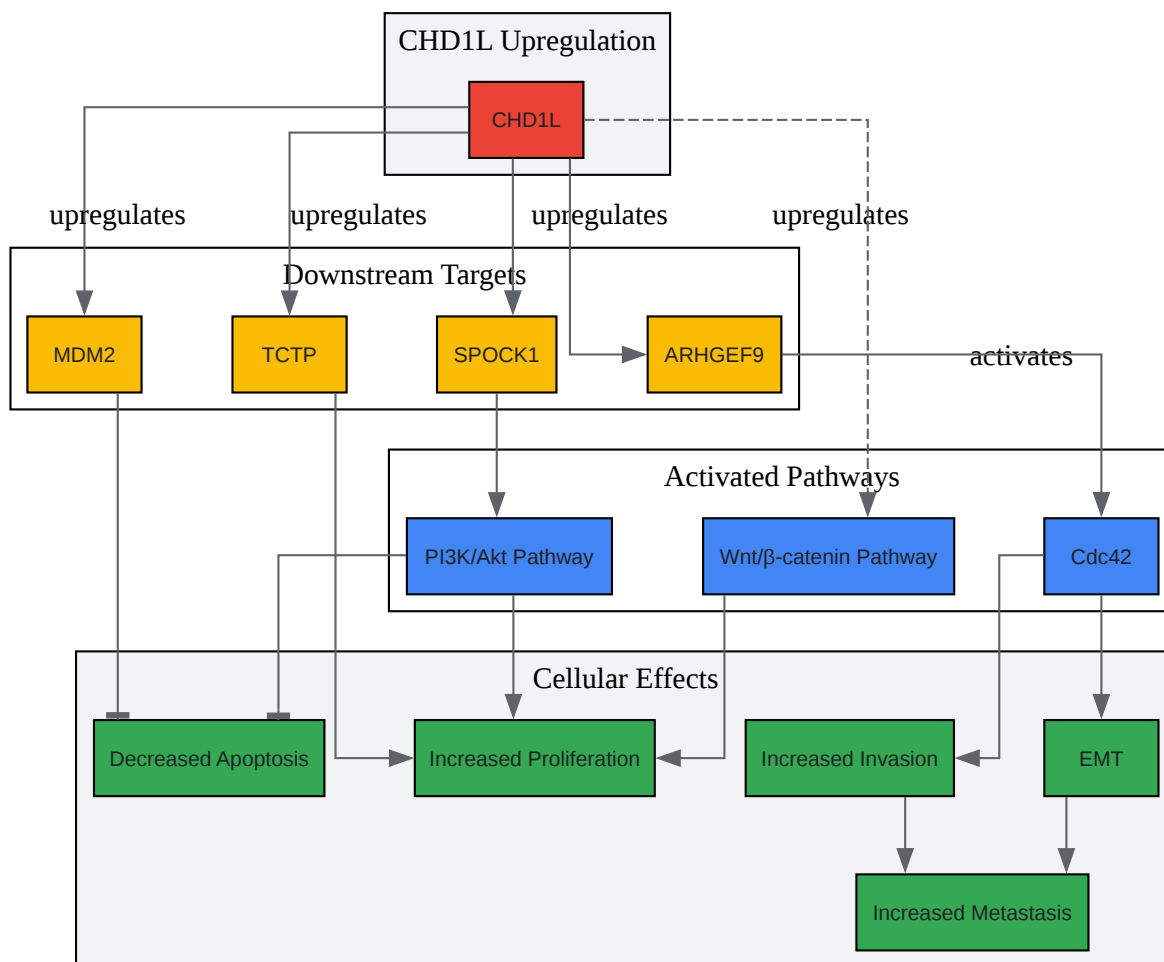 CHD1L Upregulation
CHD1L
upregulates
upregulates
upregulates
upregulates
Downstream Targets
MDM2
TCTP
SPOCK1
ARHGEF9
activates
Activated Pathways
PI3K/Akt Pathway
Wnt/β-catenin Pathway
Cdc42
Cellular Effects
Decreased Apoptosis
Increased Proliferation
Increased Invasion
EMT
Increased Metastasis